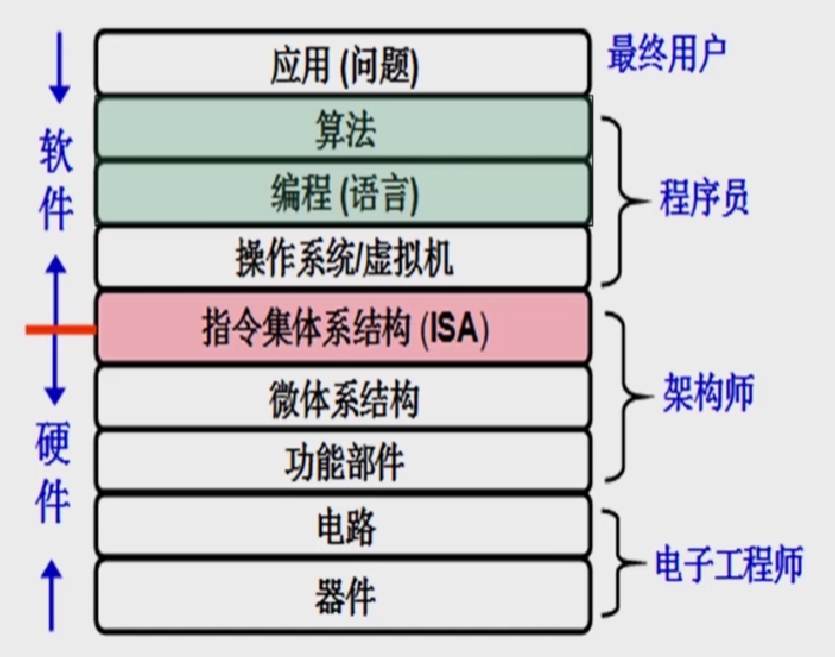 应用 (问题)
最终用户
算法
编程 (语言)
程序员
操作系统/虚拟机
软件
指令集体系结构 (ISA)
微体系结构
架构师
功能部件
硬件
电路
电子工程师
器件